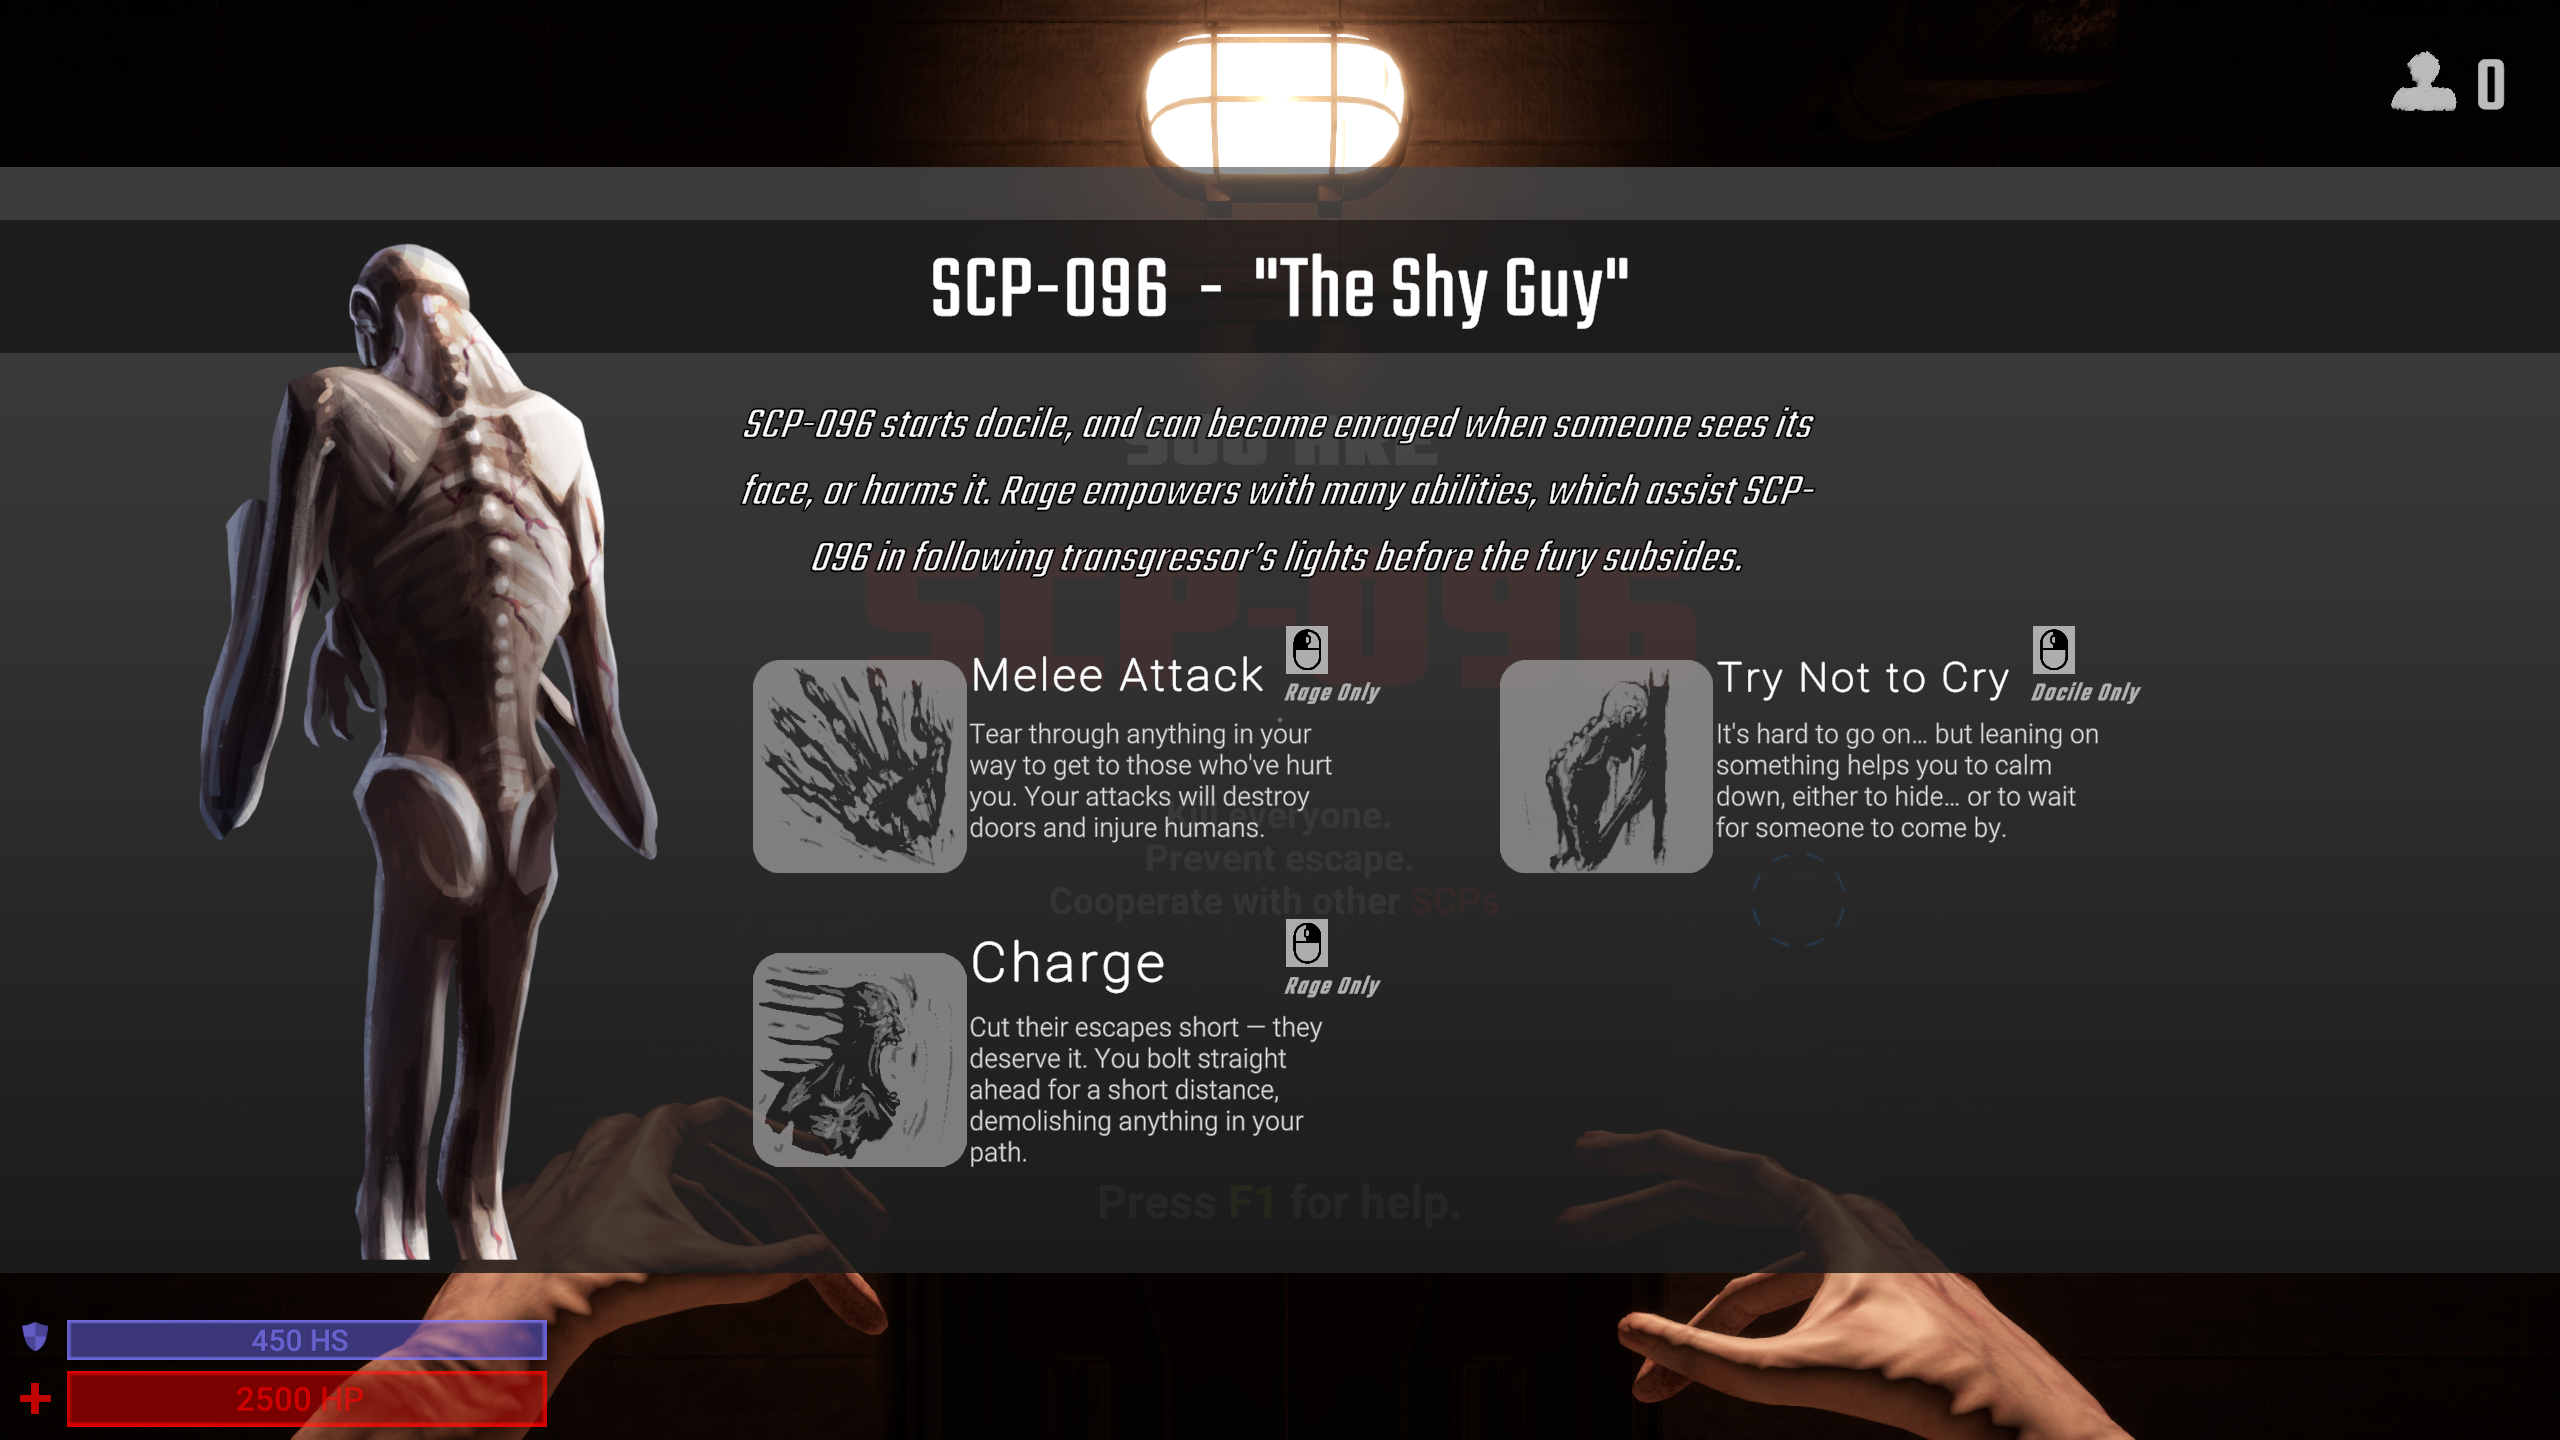 0
SCP-096 - "The Shy Guy"
YOU ARE
SCP-096 starts docile, and can become enraged when someone sees its
face, or harms it. Rage empowers with many abilities, which assist SCP-
096 in following transgressor's lights before the fury subsides.
SCP-096
Melee Attack
Rage Only
Tear through anything in your
way to get to those who've hurt
you. Your attacks will destroy
doors and injure humans.
Try Not to Cry
Docile Only
It's hard to go on... but leaning on
something helps you to calm
down, either to hide... or to wait
for someone to come by.
Kill everyone.
Prevent escape.
Cooperate with other SCPs.
Charge
Rage Only
Cut their escapes short — they
deserve it. You bolt straight
ahead for a short distance,
demolishing anything in your
path.
Press F1 for help.
450 HS
2500 HP